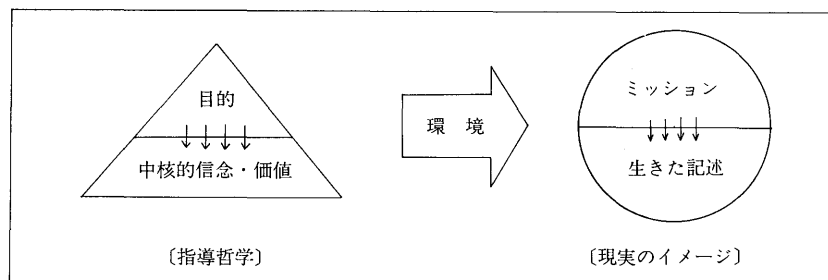 目的
中核的信念・価値
〔指導哲学〕
環 境
ミッション
生きた記述
〔現実のイメージ〕